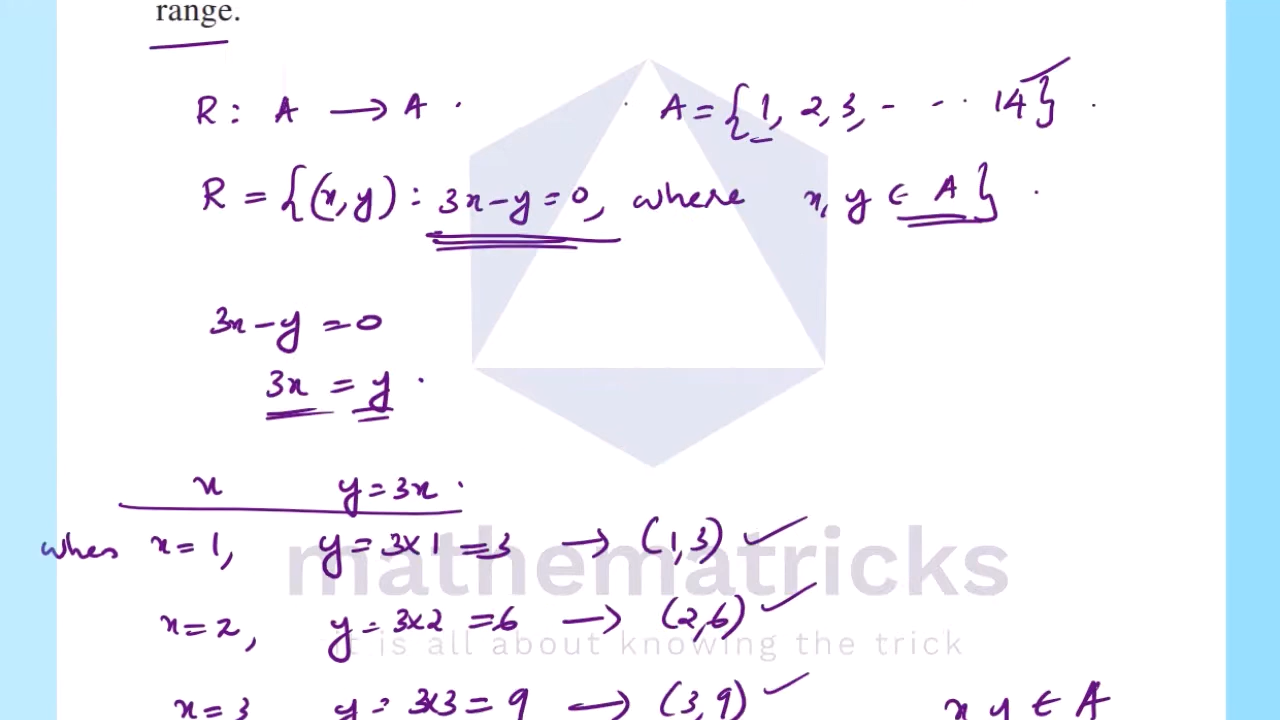 range.
R : A → A . A = {1, 2, 3, - - . 14} .
R = {(x, y) : 3x - y = 0, where x, y ∈ A} .
3x - y = 0
3x = y .
x y = 3x .
when x = 1, y = 3×1 = 3 → (1, 3) ✓
mathematricks
x = 2, y = 3×2 = 6 → (2, 6) ✓
it is all about knowing the trick
x = 3 y = 3×3 = 9 → (3, 9) ✓ x y ∈ A